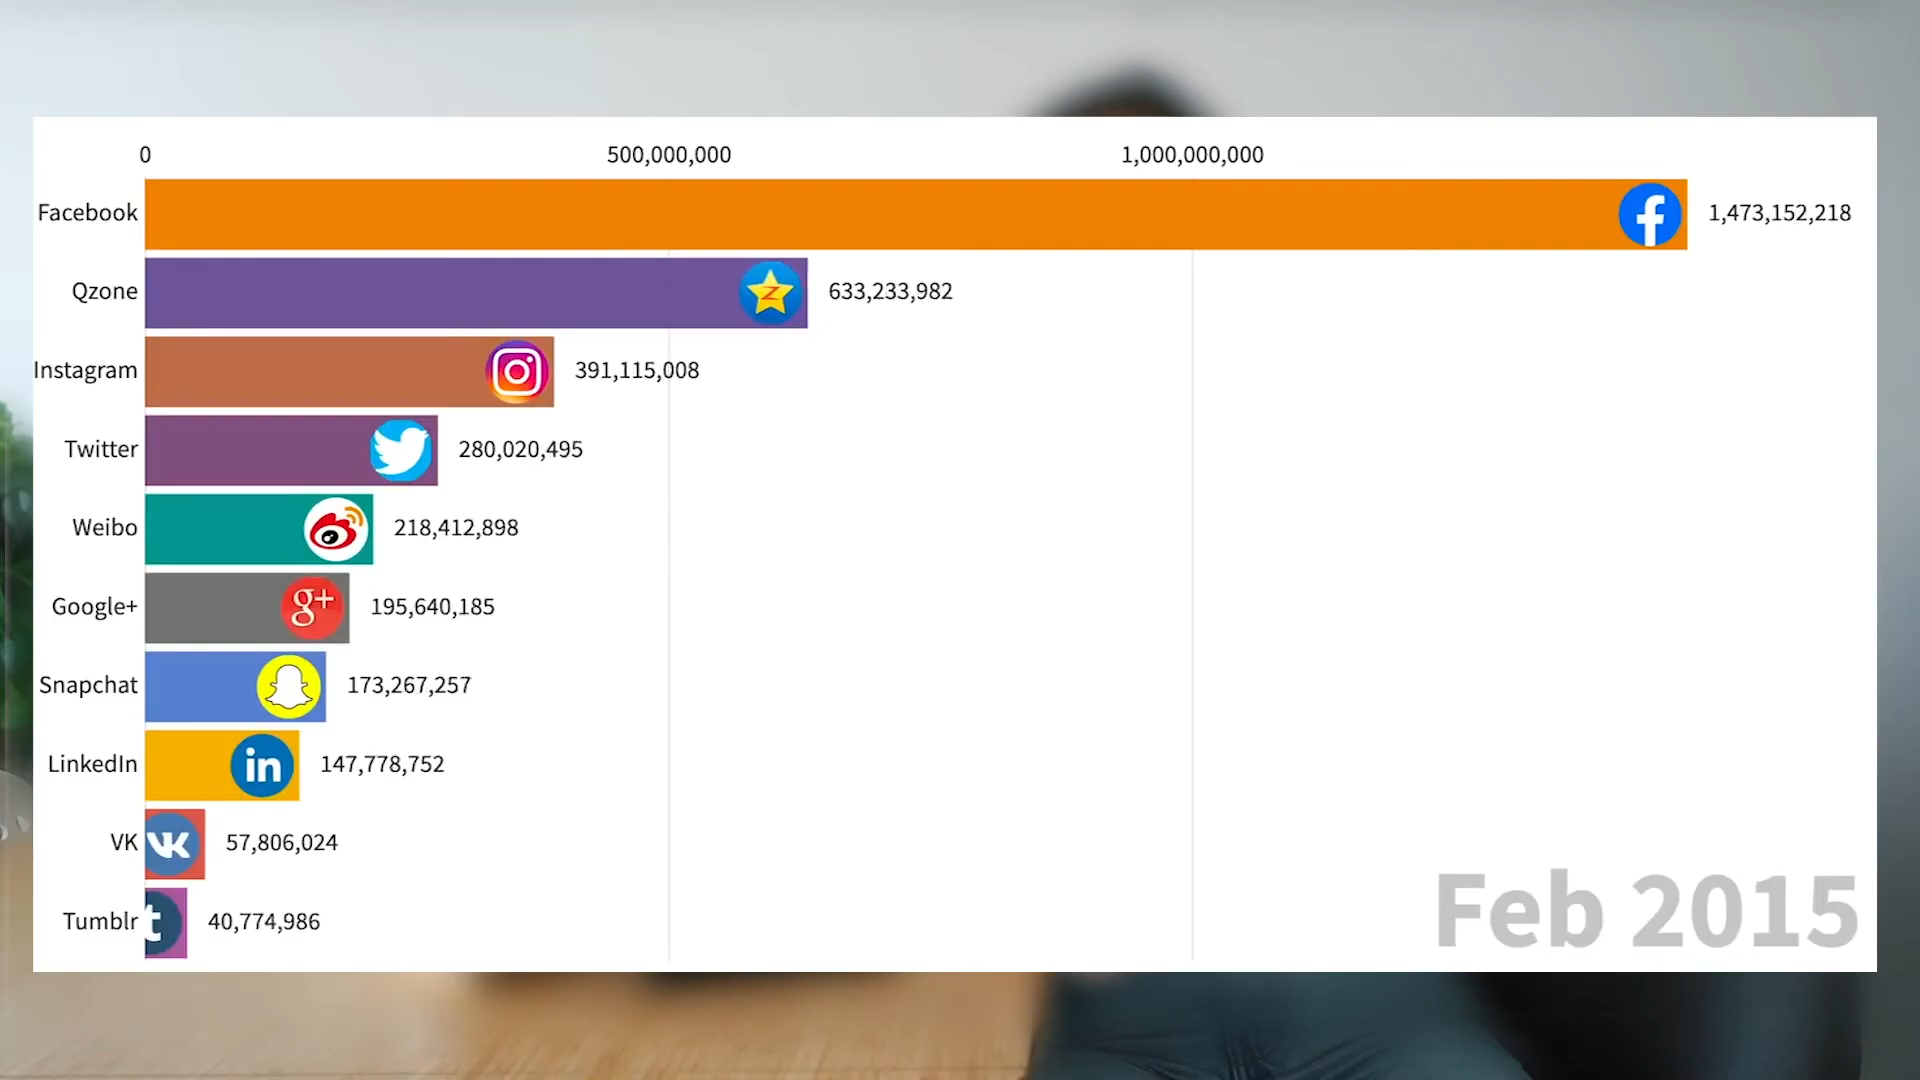 0 500,000,000 1,000,000,000
Facebook f 1,473,152,218
Qzone Z 633,233,982
Instagram 391,115,008
Twitter 280,020,495
Weibo 218,412,898
Google+ g+ 195,640,185
Snapchat 173,267,257
LinkedIn in 147,778,752
VK VK 57,806,024
Tumblr t 40,774,986
Feb 2015